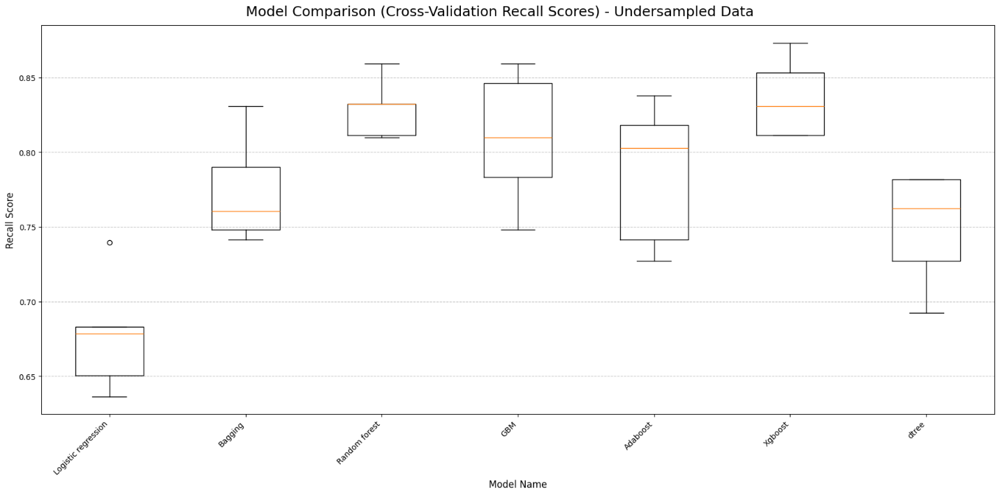 Model Comparison (Cross-Validation Recall Scores) - Undersampled Data
Recall Score
0.85
0.80
0.75
0.70
0.65
Logistic regression
Bagging
Random forest
GBM
Adaboost
Xgboost
dtree
Model Name